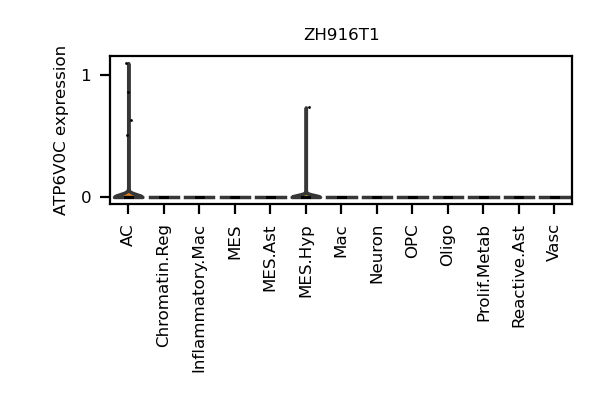 ZH916T1
ATP6V0C expression
1
0
AC
Chromatin.Reg
Inflammatory.Mac
MES
MES.Ast
MES.Hyp
Mac
Neuron
OPC
Oligo
Prolif.Metab
Reactive.Ast
Vasc